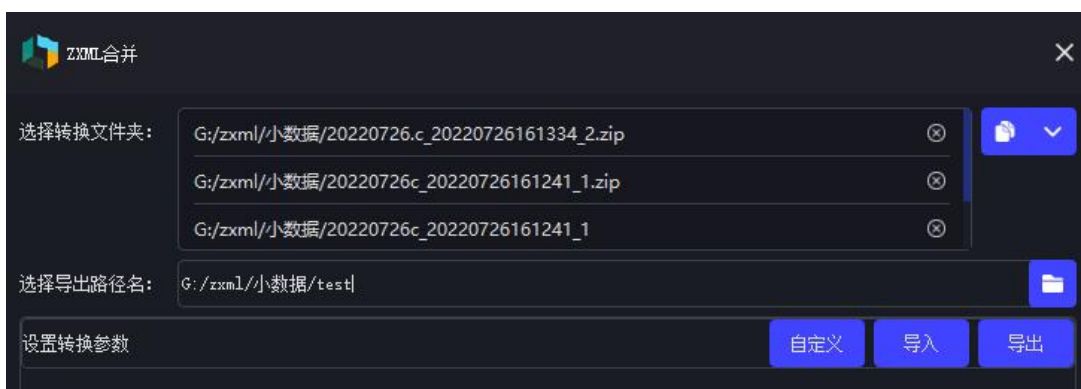 ZXML合并
选择转换文件夹:
G:/zxml/小数据/20220726.c_20220726161334_2.zip
G:/zxml/小数据/20220726c_20220726161241_1.zip
G:/zxml/小数据/20220726c_20220726161241_1
选择导出路径名: G:/zxml/小数据/test
设置转换参数 自定义 导入 导出